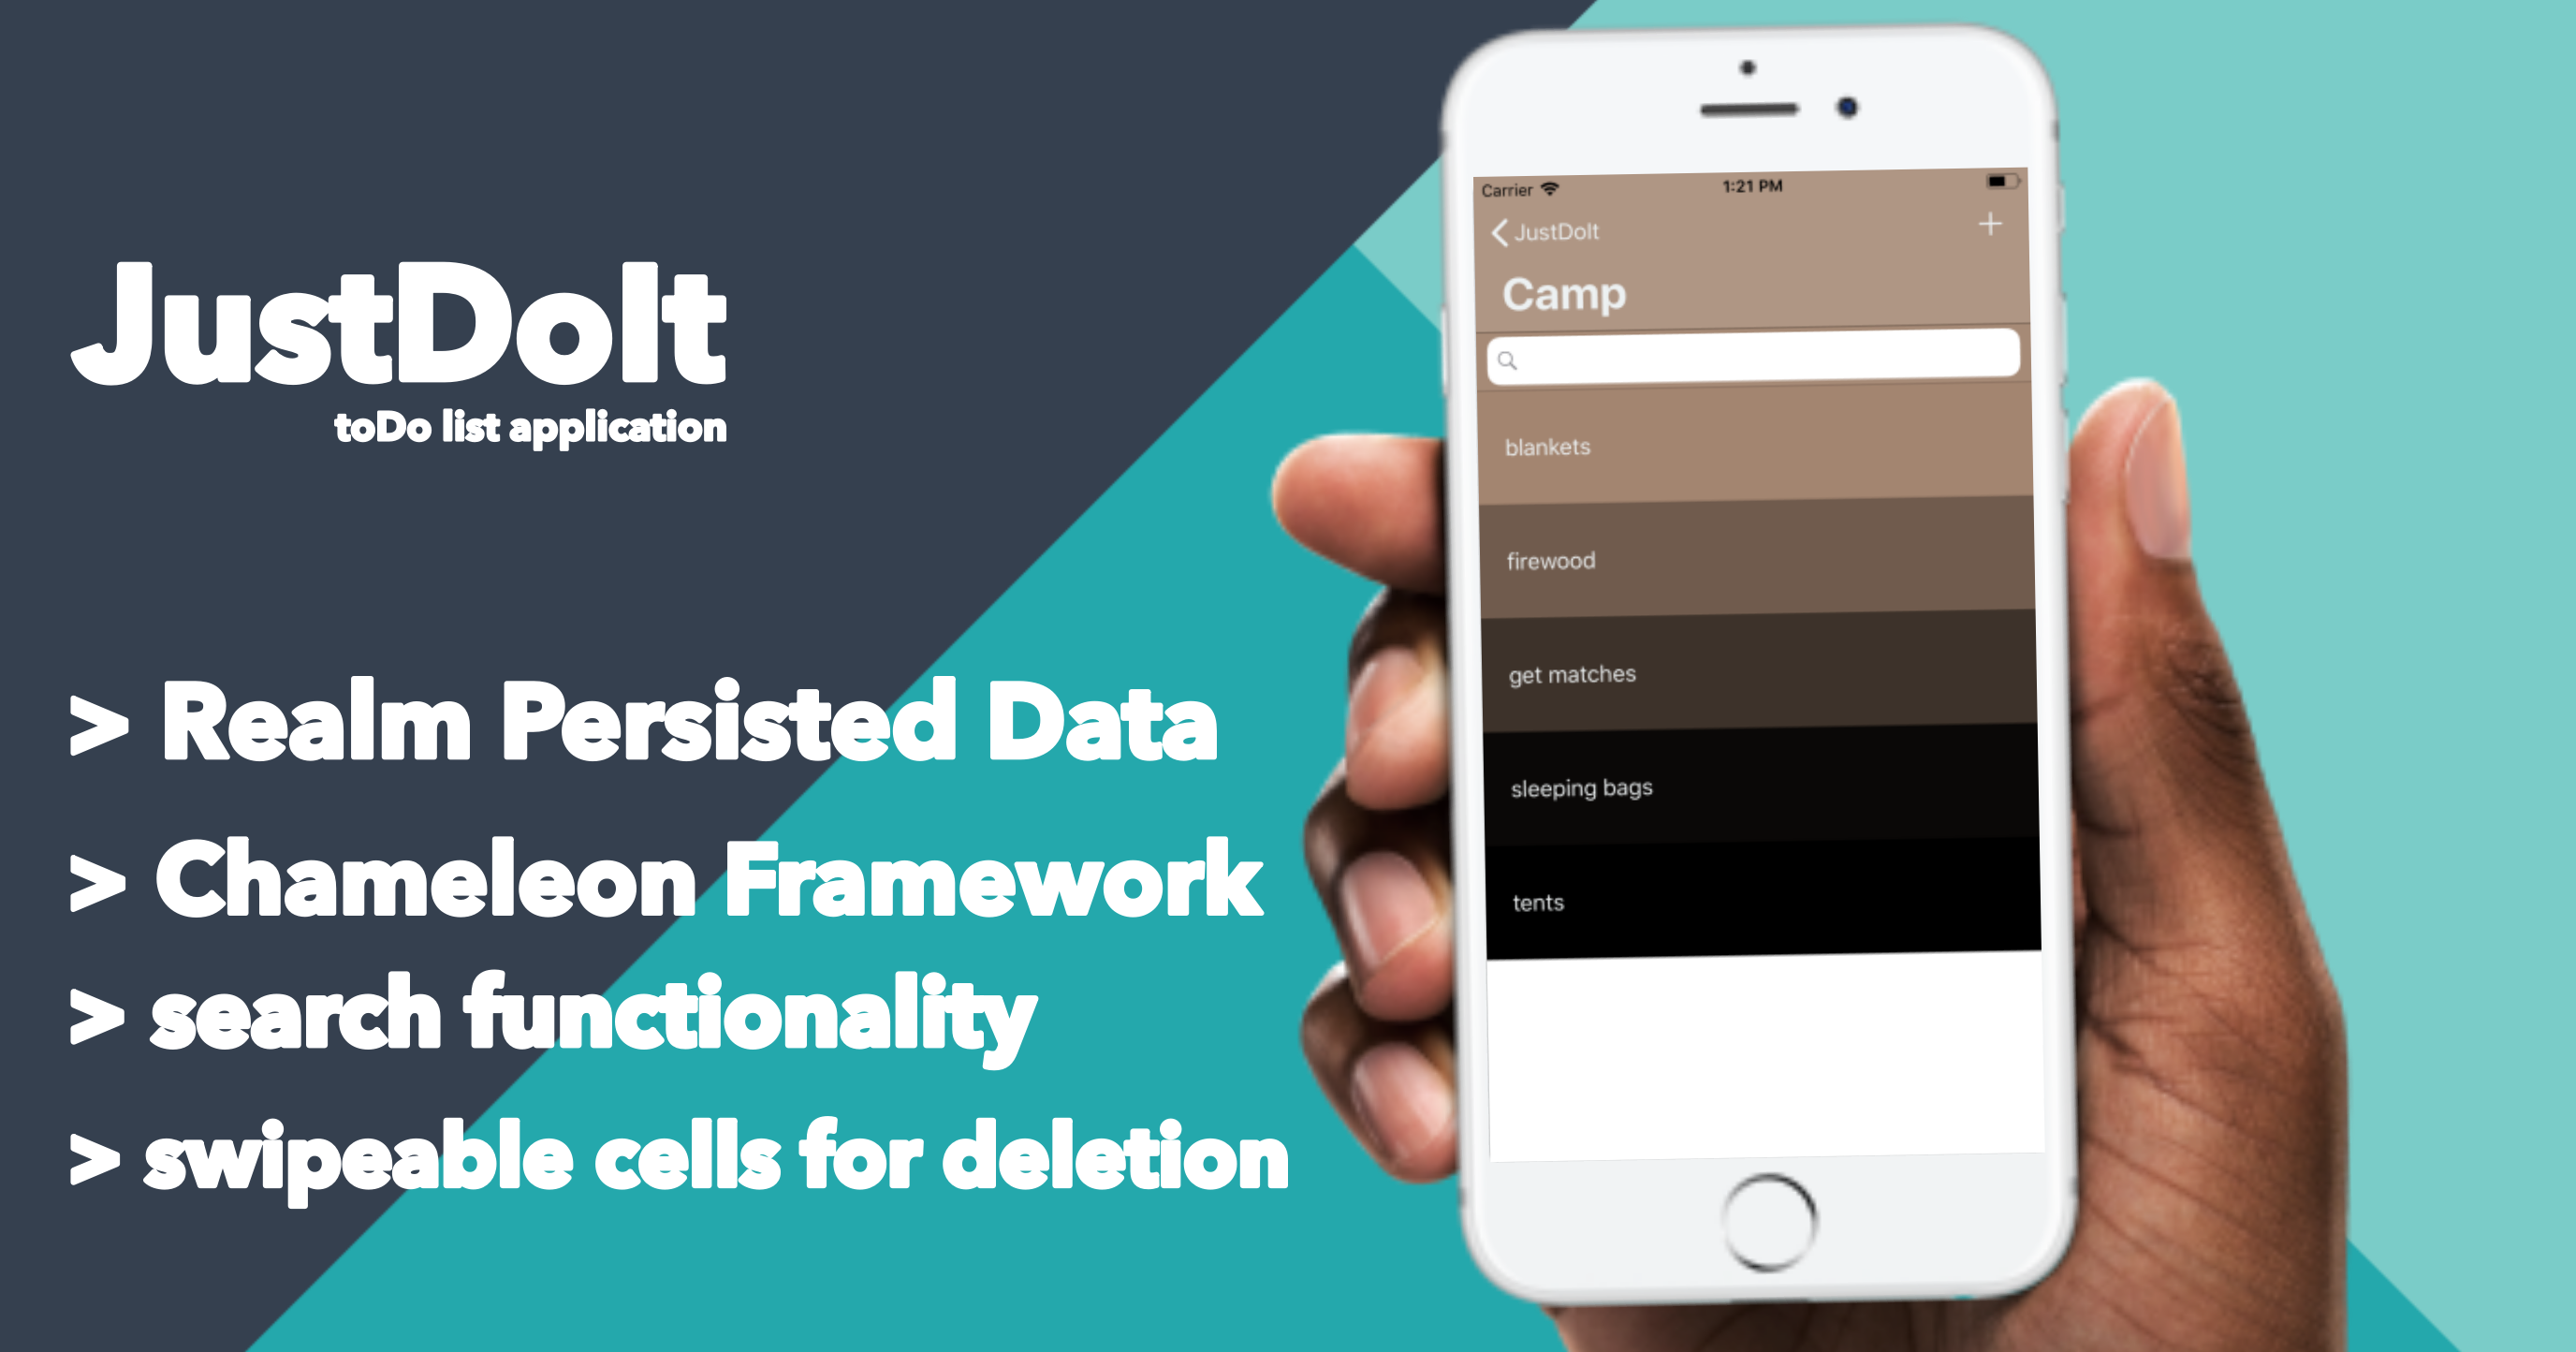 JustDoIt
toDo list application
> Realm Persisted Data
> Chameleon Framework
> search functionality
> swipeable cells for deletion
Carrier 1:21 PM
JustDoIt +
Camp
blankets
firewood
get matches
sleeping bags
tents